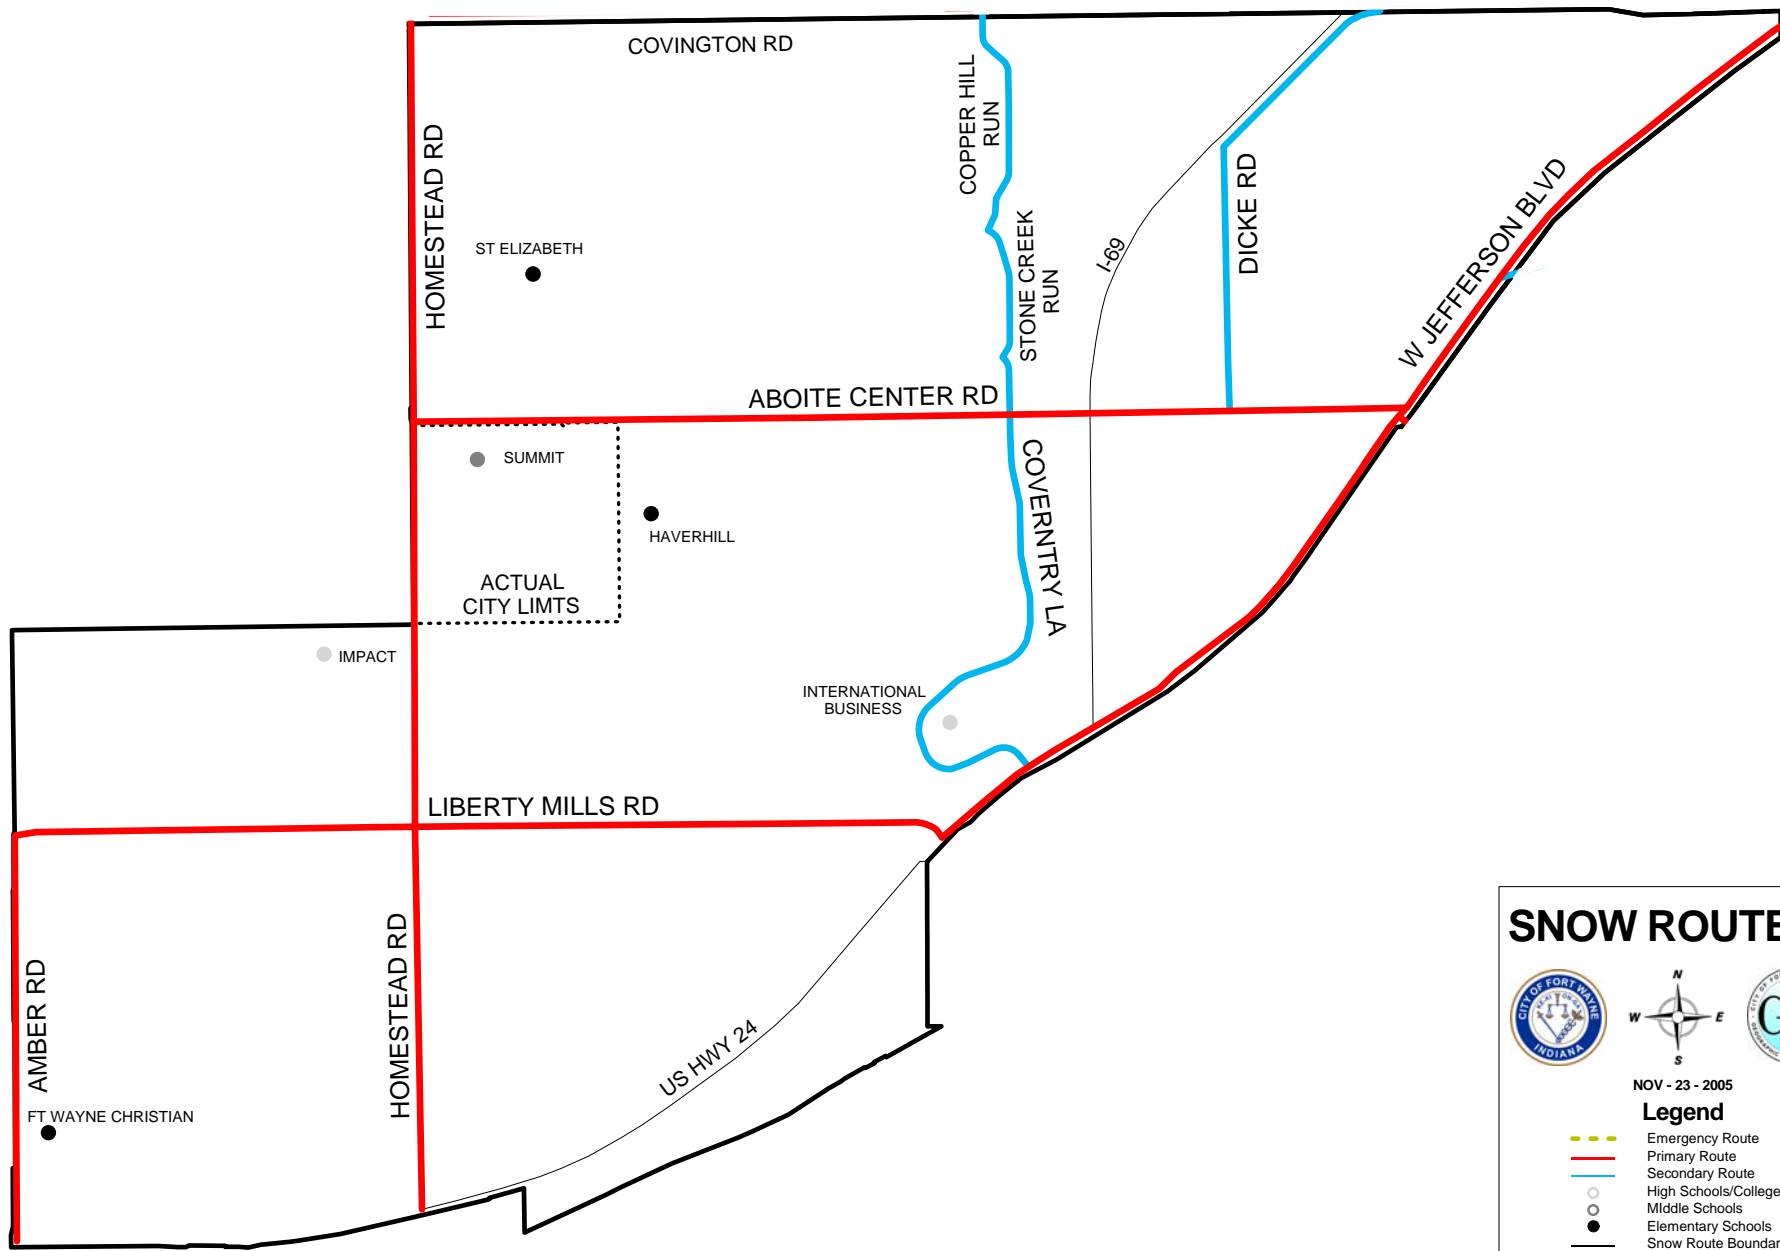 COVINGTON RD
COPPER HILL
RUN
HOMESTEAD RD
ST ELIZABETH
STONE CREEK
RUN
I-69
DICKE RD
W JEFFERSON BLVD
ABOITE CENTER RD
SUMMIT
HAVERHILL
COVERNTRY LA
ACTUAL
CITY LIMTS
IMPACT
INTERNATIONAL
BUSINESS
LIBERTY MILLS RD
AMBER RD
HOMESTEAD RD
US HWY 24
FT WAYNE CHRISTIAN
SNOW ROUTE
CITY OF FORT WAYNE
INDIANA
N
W
E
S
NOV - 23 - 2005
Legend
Emergency Route
Primary Route
Secondary Route
High Schools/College
MIddle Schools
Elementary Schools
Snow Route Boundar